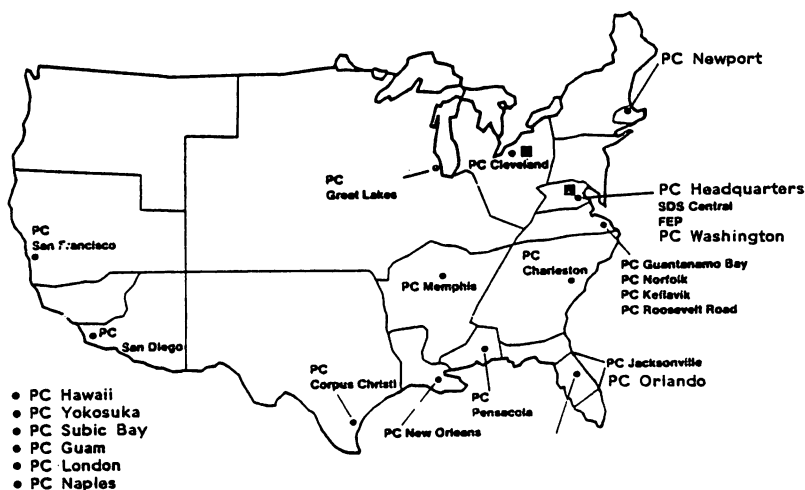 PC Newport
PC Cleveland
PC
Great Lakes
PC Headquarters
SDS Central
FEP
PC Washington
PC
San Francisco
PC
Charleston
PC Guantanamo Bay
PC Norfolk
PC Keflavik
PC Roosevelt Road
PC Memphis
PC
San Diego
PC
Corpus Christi
PC Jacksonville
PC Orlando
PC
Pensacola
PC New Orleans
PC Hawaii
PC Yokosuka
PC Subic Bay
PC Guam
PC London
PC Naples